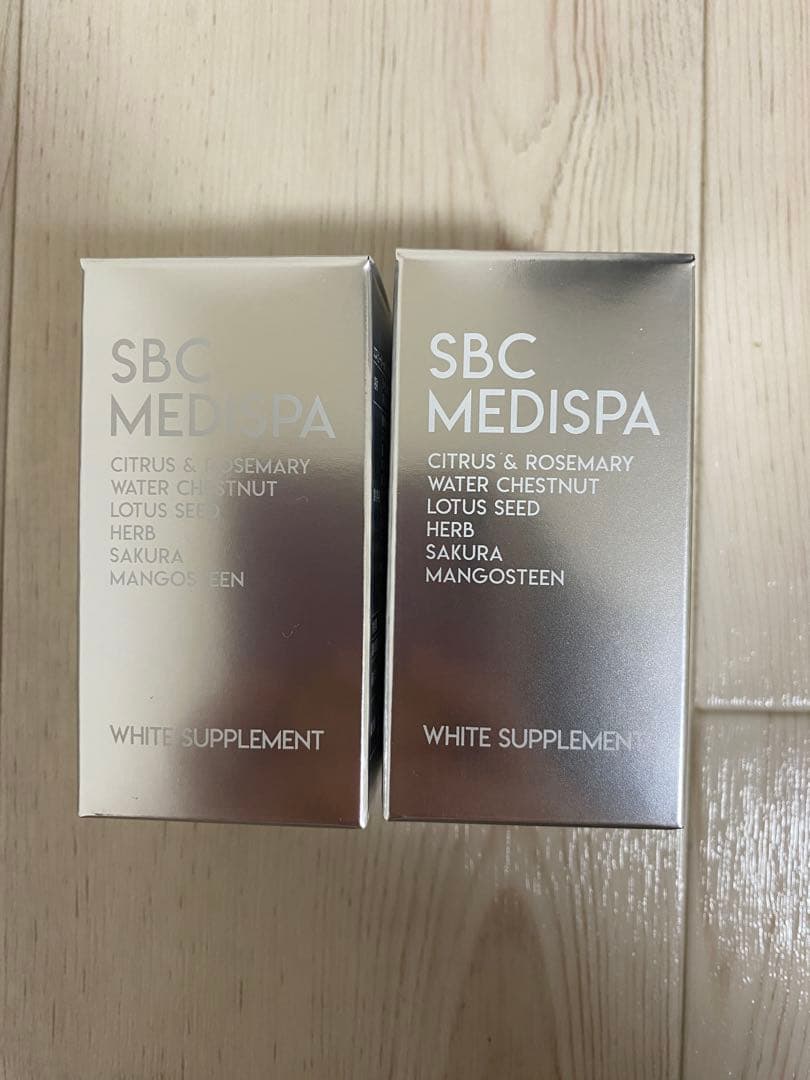 SBC
MEDISPA
CITRUS & ROSEMARY
WATER CHESTNUT
LOTUS SEED
HERB
SAKURA
MANGOSTEEN
WHITE SUPPLEMENT
SBC
MEDISPA
CITRUS & ROSEMARY
WATER CHESTNUT
LOTUS SEED
HERB
SAKURA
MANGOSTEEN
WHITE SUPPLEMENT